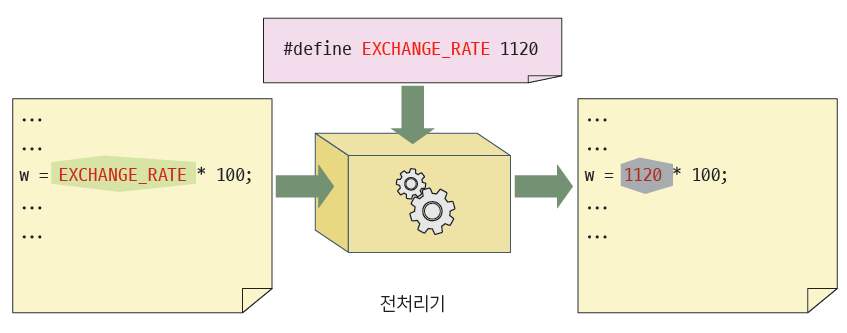 #define EXCHANGE_RATE 1120
...
...
w = EXCHANGE_RATE * 100;
...
...
전처리기
...
...
w = 1120 * 100;
...
...